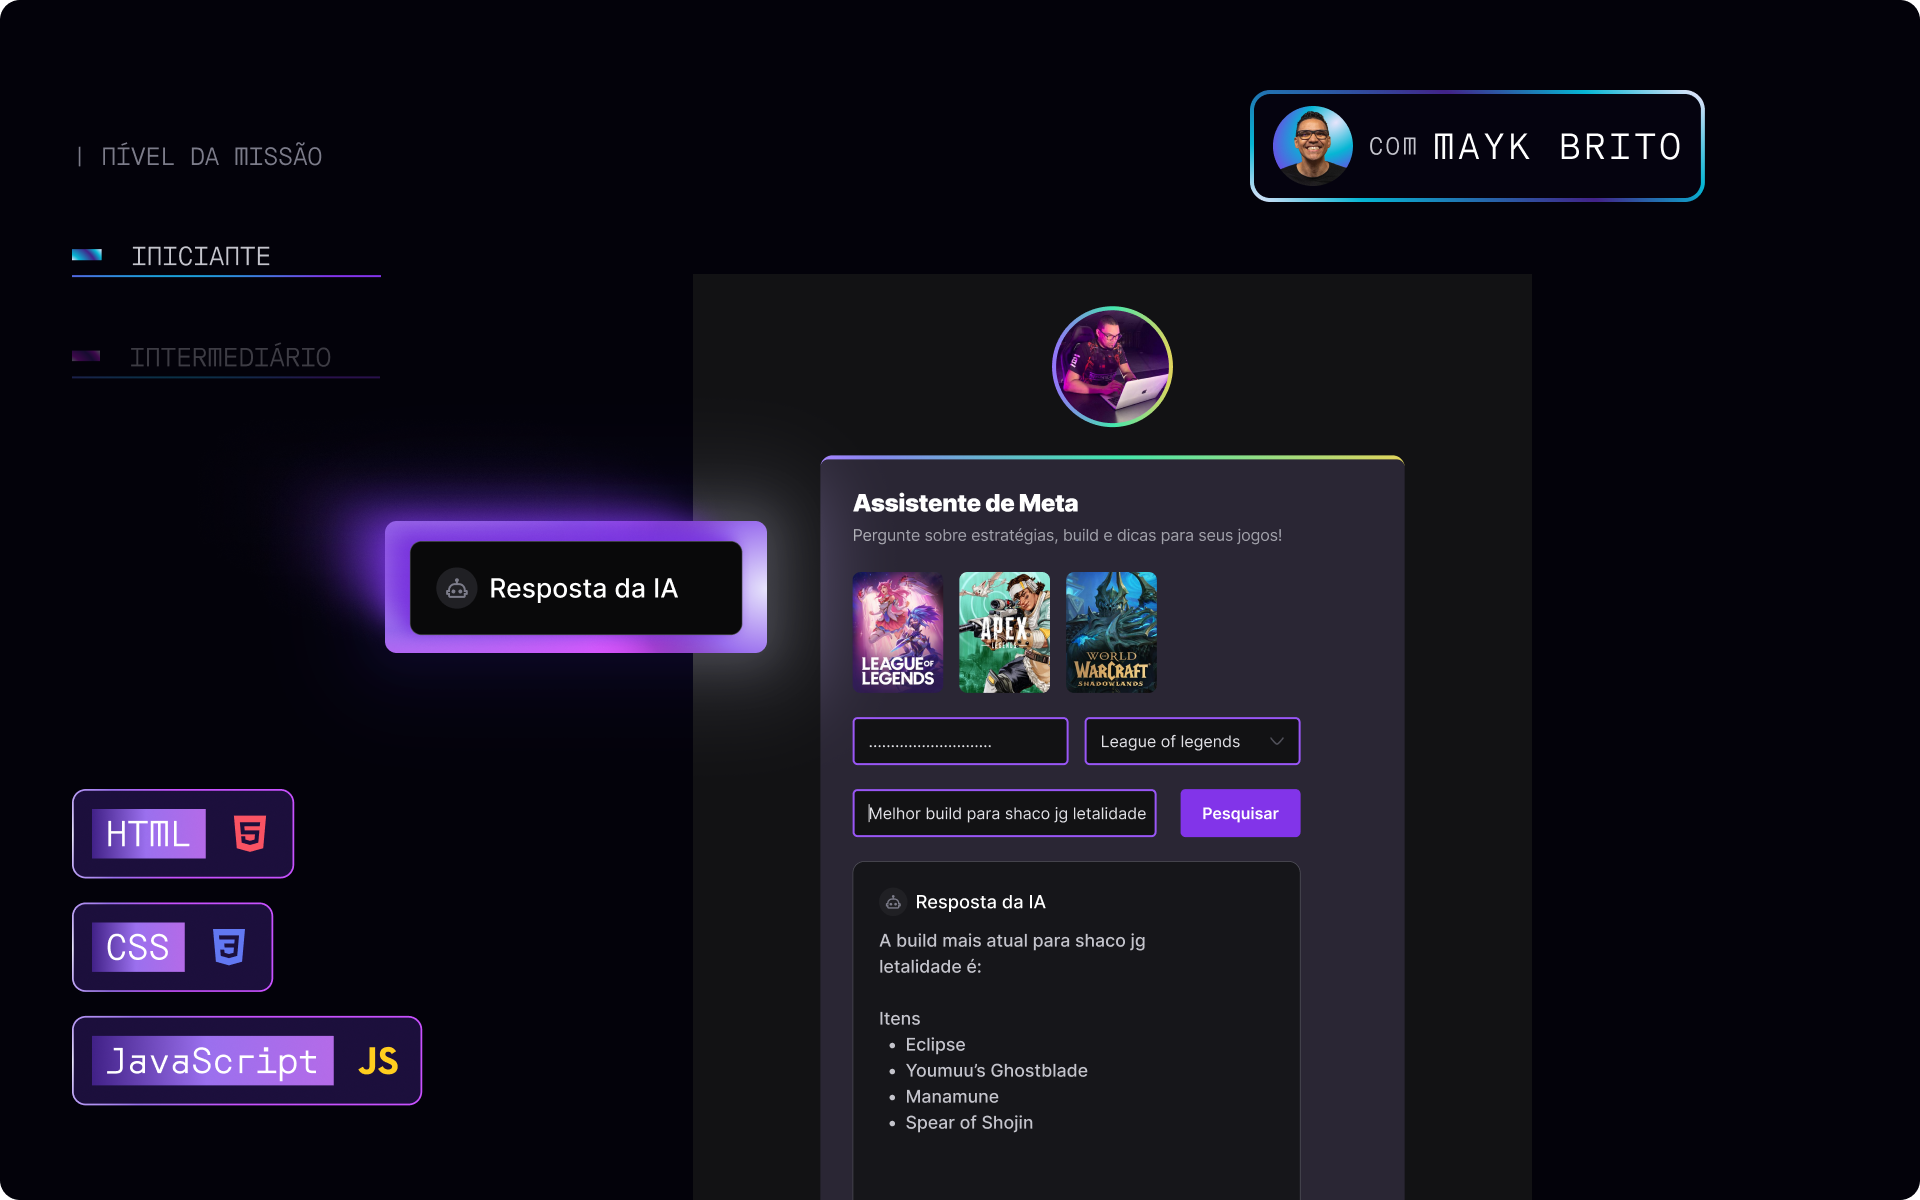 | NÍVEL DA MISSÃO
INICIANTE
INTERMEDIÁRIO
com MAYK BRITO
Resposta da IA
HTML 5
CSS 3
JavaScript JS
Assistente de Meta
Pergunte sobre estratégias, build e dicas para seus jogos!
LEAGUE OF
LEGENDS
APEX
LEGENDS
WORLD
WARCRAFT
SHADOWLANDS
............................
League of legends
Melhor build para shaco jg letalidade
Pesquisar
Resposta da IA
A build mais atual para shaco jg
letalidade é:
Itens
• Eclipse
• Youmuu’s Ghostblade
• Manamune
• Spear of Shojin